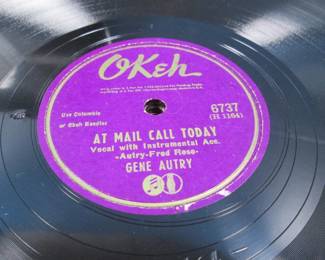 OKeh
Use Columbia
or Okeh Needles
6737
AT MAIL CALL TODAY
Vocal with Instrumental Acc.
-Autry-Fred Rose-
GENE AUTRY